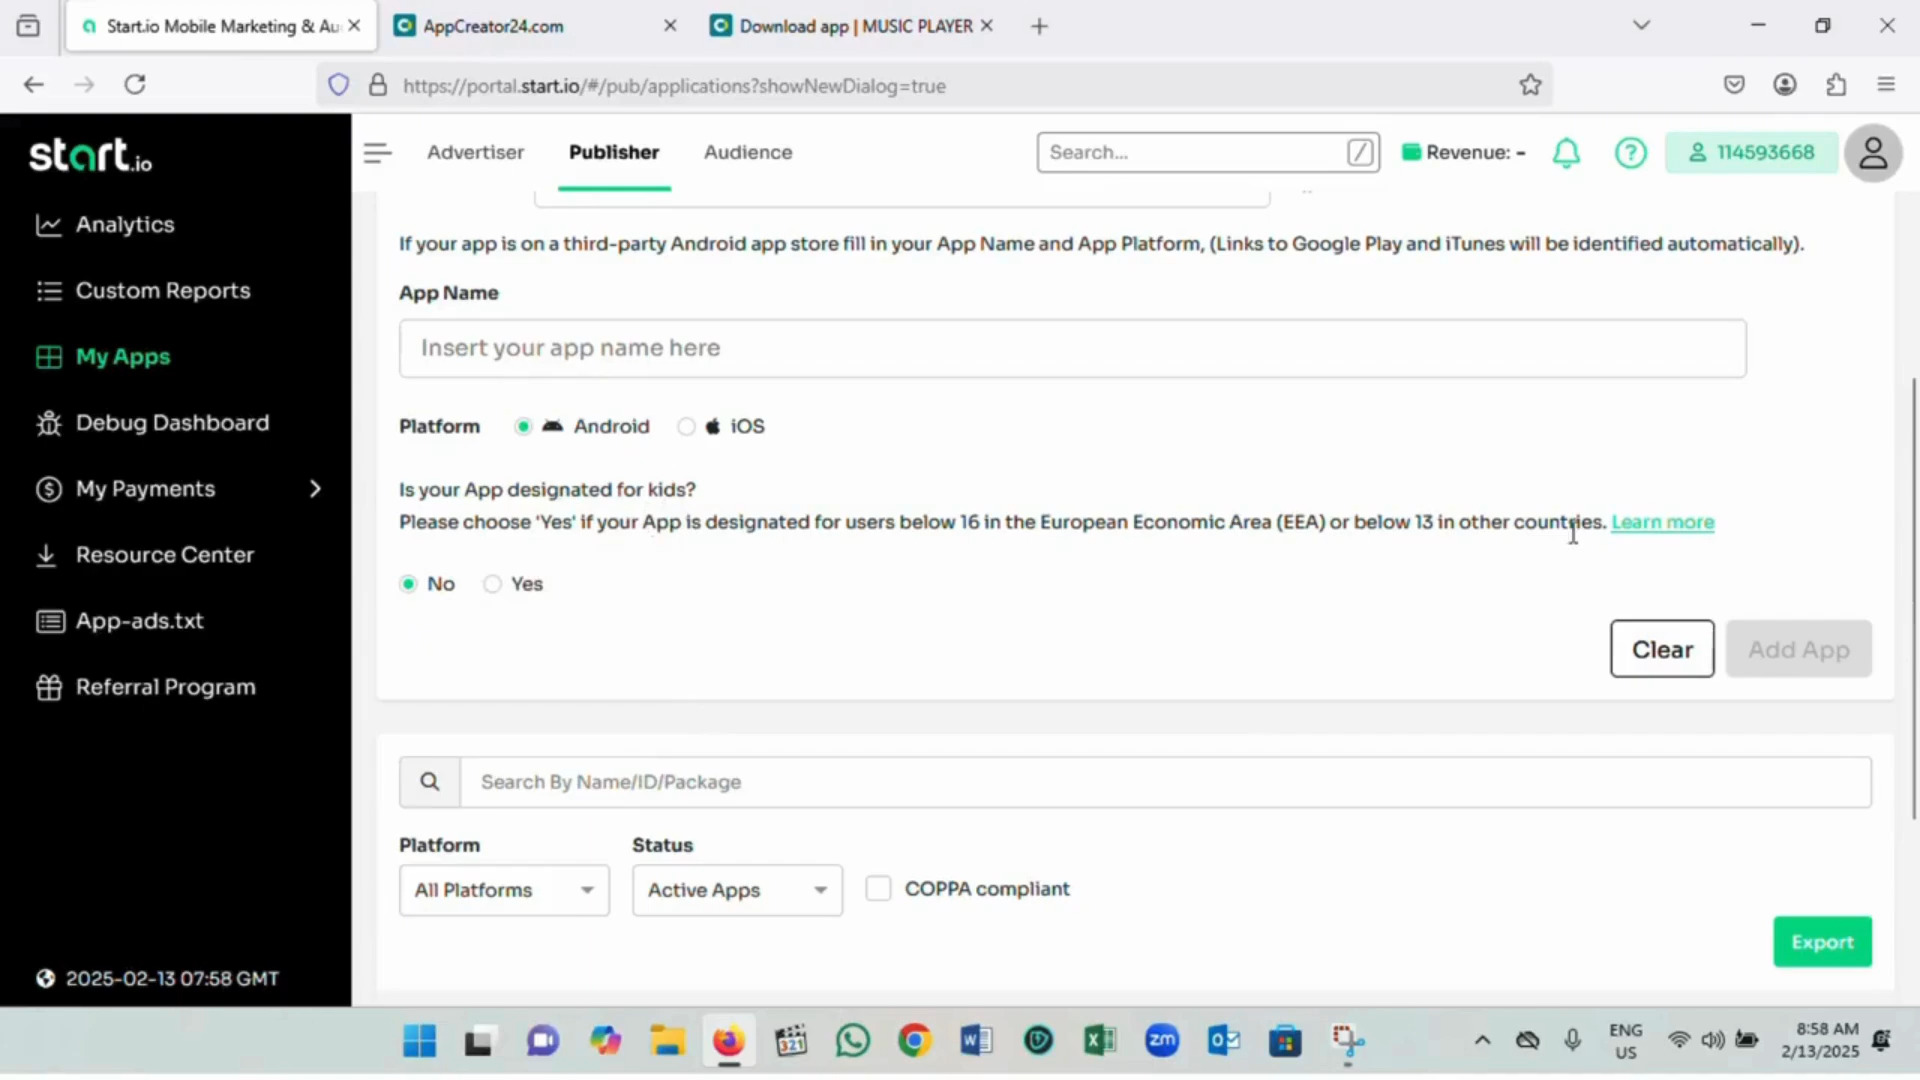 Start.io Mobile Marketing & Au
AppCreator24.com
Download app | MUSIC PLAYER
https://portal.start.io/#/pub/applications?showNewDialog=true
start.io
Advertiser
Publisher
Audience
Search...
/
Revenue: -
?
114593668
Analytics
Custom Reports
My Apps
Debug Dashboard
My Payments
Resource Center
App-ads.txt
Referral Program
2025-02-13 07:58 GMT
If your app is on a third-party Android app store fill in your App Name and App Platform, (Links to Google Play and iTunes will be identified automatically).
App Name
Insert your app name here
Platform
Android
iOS
Is your App designated for kids?
Please choose 'Yes' if your App is designated for users below 16 in the European Economic Area (EEA) or below 13 in other countries. Learn more
No
Yes
Clear
Add App
Search By Name/ID/Package
Platform
Status
All Platforms
Active Apps
COPPA compliant
Export
321
zm
ENG
US
8:58 AM
2/13/2025